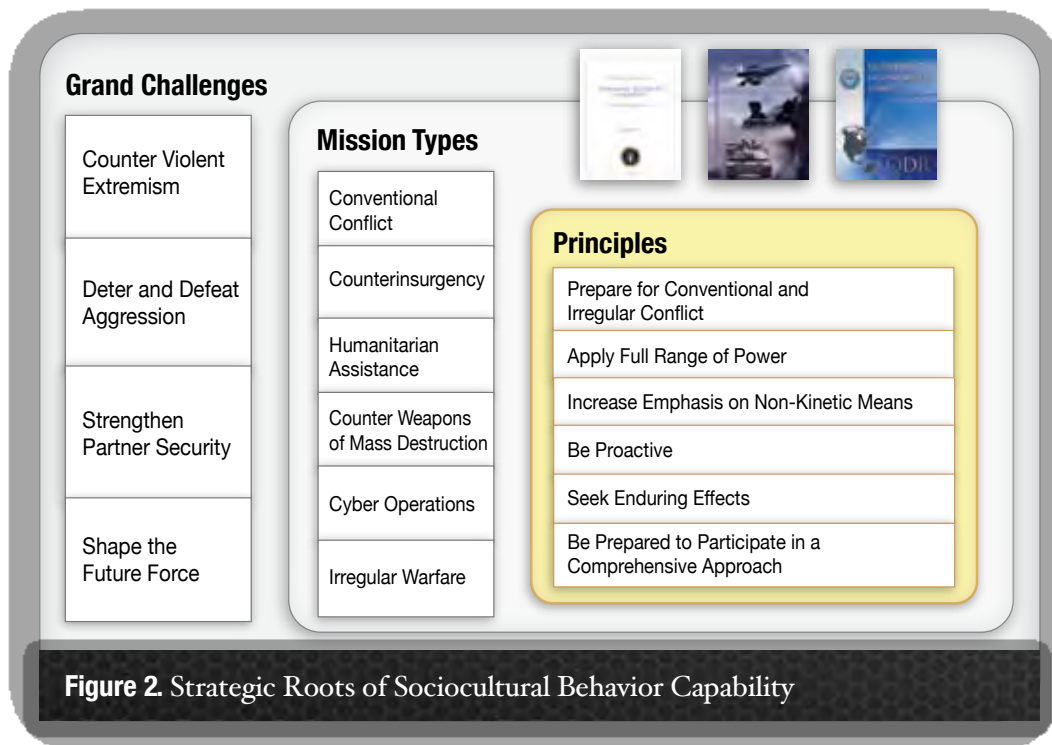 Grand Challenges
Counter Violent
Extremism
Deter and Defeat
Aggression
Strengthen
Partner Security
Shape the
Future Force
Mission Types
Conventional
Conflict
Counterinsurgency
Humanitarian
Assistance
Counter Weapons
of Mass Destruction
Cyber Operations
Irregular Warfare
QDR
Principles
Prepare for Conventional and
Irregular Conflict
Apply Full Range of Power
Increase Emphasis on Non-Kinetic Means
Be Proactive
Seek Enduring Effects
Be Prepared to Participate in a
Comprehensive Approach
Figure 2. Strategic Roots of Sociocultural Behavior Capability